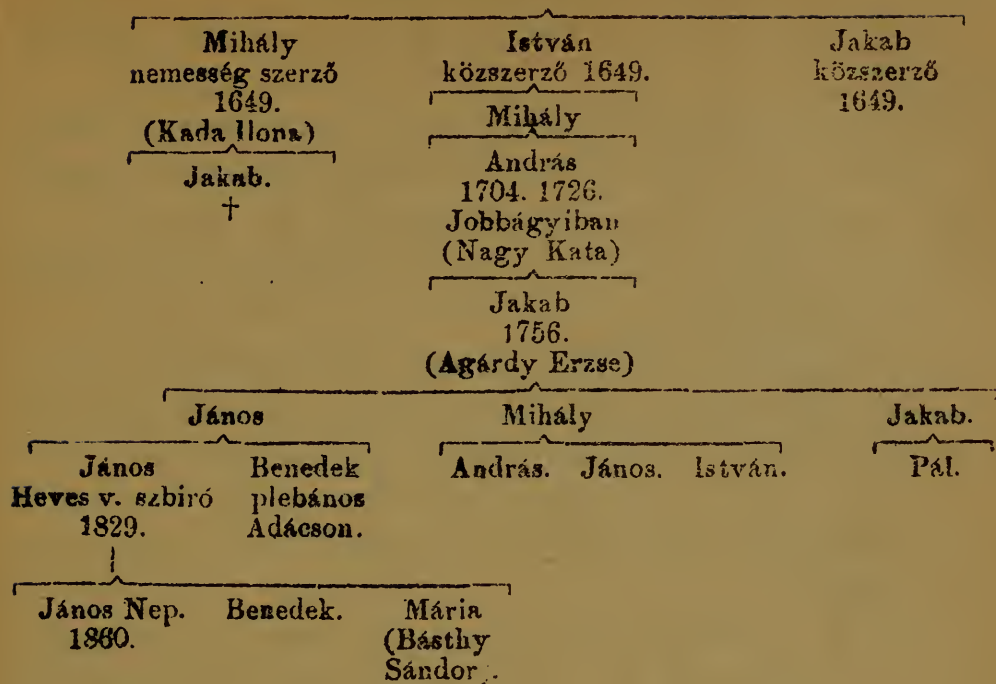 Mihály István Jakab
nemesség szerző közszerző 1649. közszerző
1649. Mihály 1649.
(Kada Ilona) András
Jakab. 1704. 1726.
† Jobbágyiban
(Nagy Kata)
Jakab
1756.
(Agárdy Erzse)
János Mihály Jakab.
János Benedek András. János. István. Pál.
Heves v. szbiró plebános
1829. Adácson.
János Nep. Benedek. Mária
1860. (Básthy
Sándor.